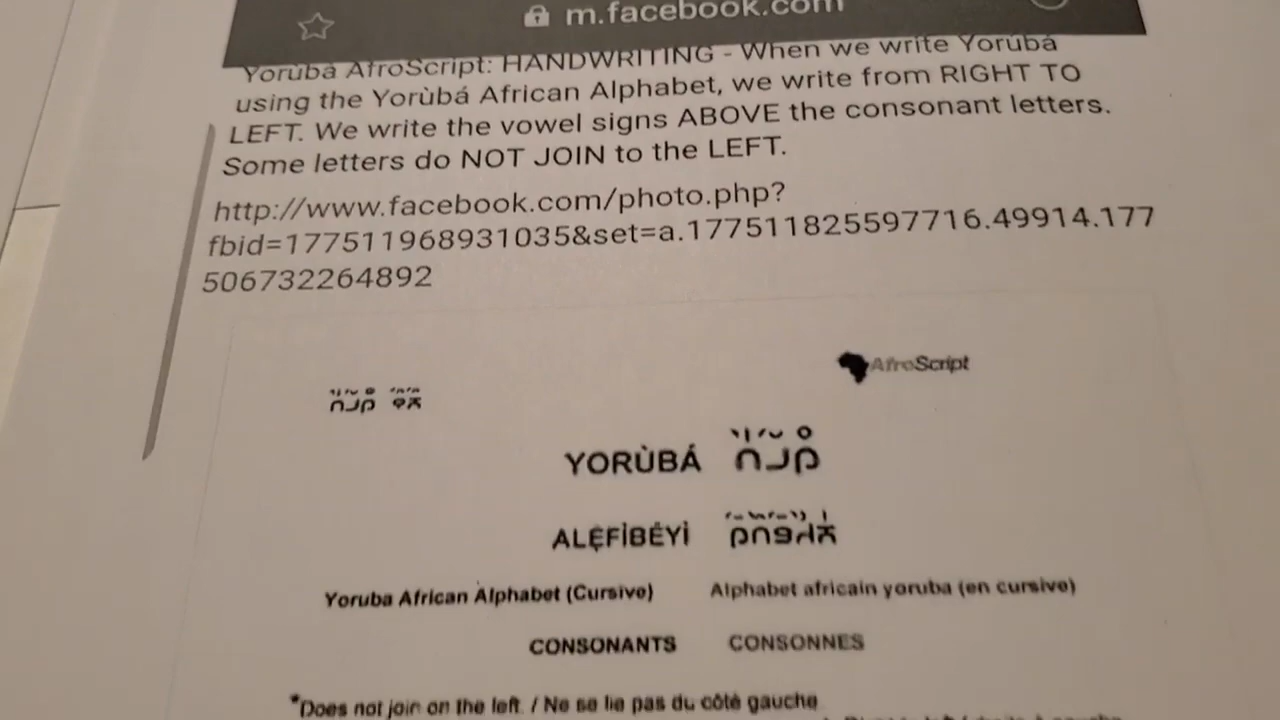 m.facebook.com
Yorùbá AfroScript: HANDWRITING - When we write Yorùbá
using the Yorùbá African Alphabet, we write from RIGHT TO
LEFT. We write the vowel signs ABOVE the consonant letters.
Some letters do NOT JOIN to the LEFT.
http://www.facebook.com/photo.php?
fbid=177511968931035&set=a.177511825597716.49914.177
506732264892
AfroScript
YORÙBÁ
ALẸFÌBẸ́YÌ
Yoruba African Alphabet (Cursive) Alphabet africain yoruba (en cursive)
CONSONANTS CONSONNES
*Does not join on the left. / Ne se lie pas du côté gauche